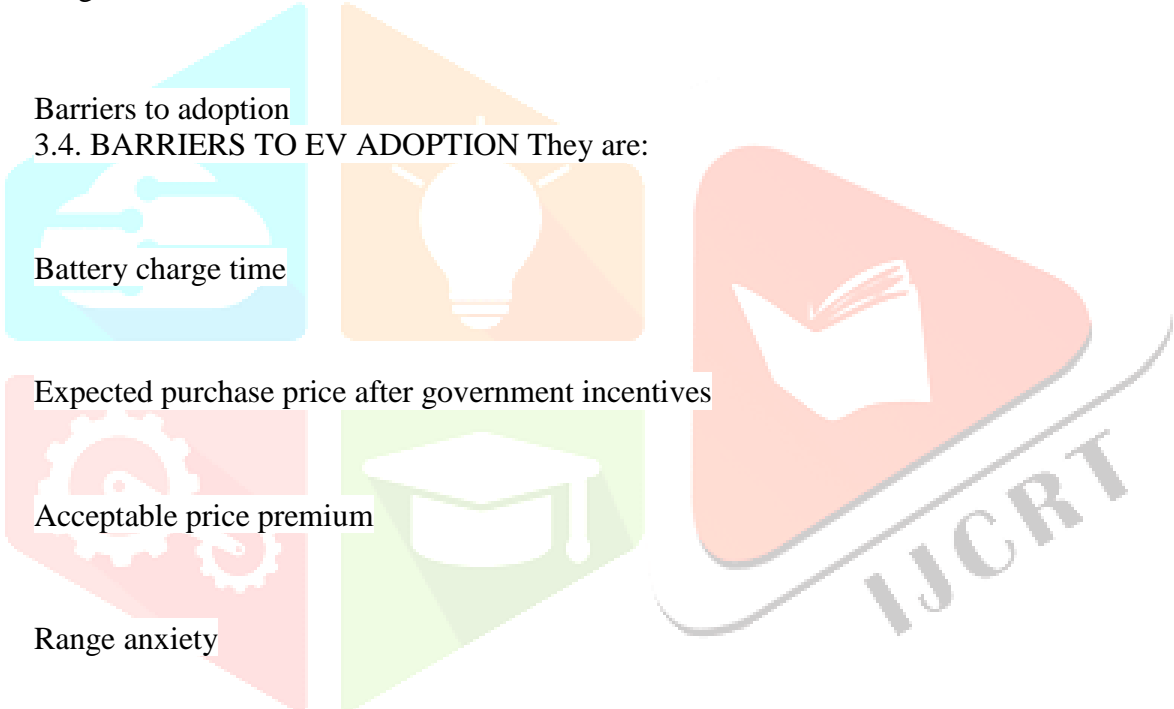 Barriers to adoption
3.4. BARRIERS TO EV ADOPTION They are:
Battery charge time
Expected purchase price after government incentives
Acceptable price premium
Range anxiety
IJCRT